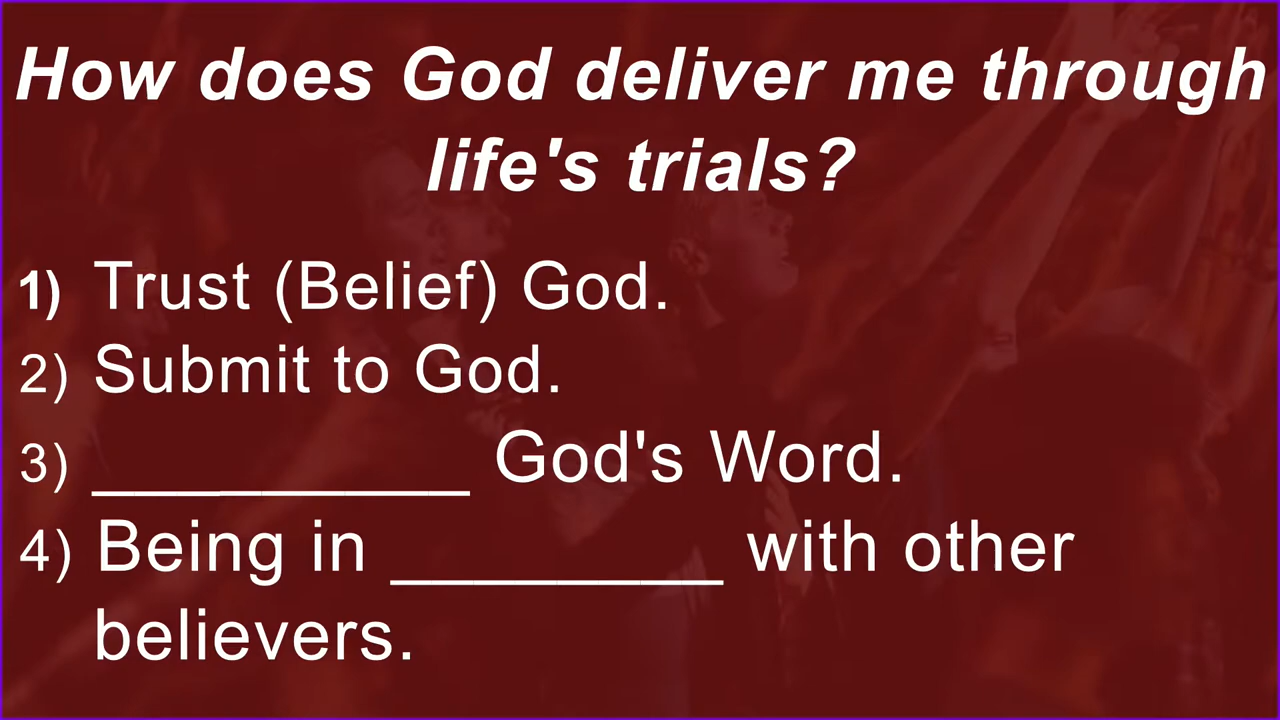 How does God deliver me through
life's trials?
1) Trust (Belief) God.
2) Submit to God.
3) _________ God's Word.
4) Being in ________ with other
believers.